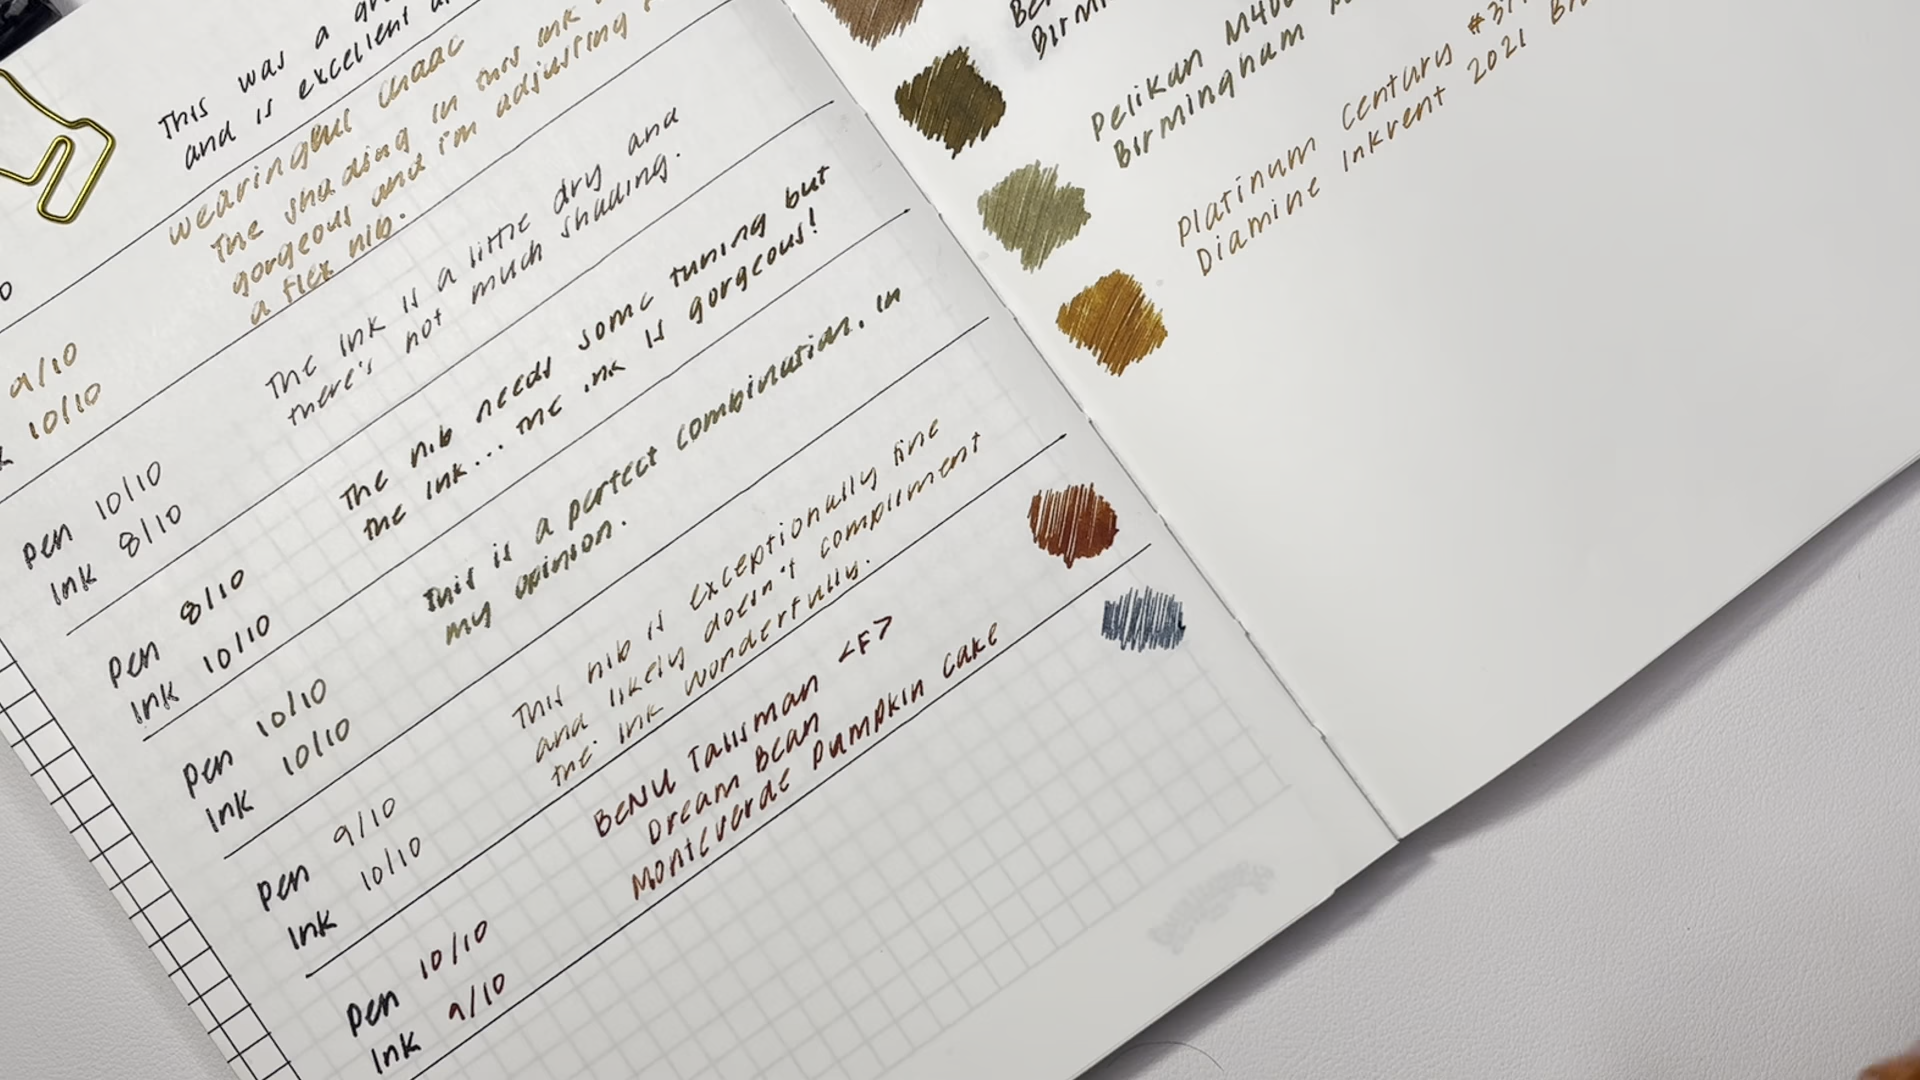 This was a
and is excellent
The shading in this ink
gorgeous and i'm adjusting
a flex nib.
9/10
10/10
The ink is a little dry and
there's not much shading.
Pen 10/10
Ink 8/10
The nib needs some tuning but
the ink... the ink is gorgeous!
Pen 8/10
Ink 10/10
This is a perfect combination, in
my opinion.
Pen 10/10
Ink 10/10
This nib is exceptionally fine
and likely doesn't compliment
the ink wonderfully.
Pen 9/10
Ink 10/10
BENU Talisman <F>
Dream Bean
Monteverde Pumpkin Cake
Pen 10/10
Ink 9/10
Pelikan
Birmingham
Platinum Century
Diamine Inkvent 2021